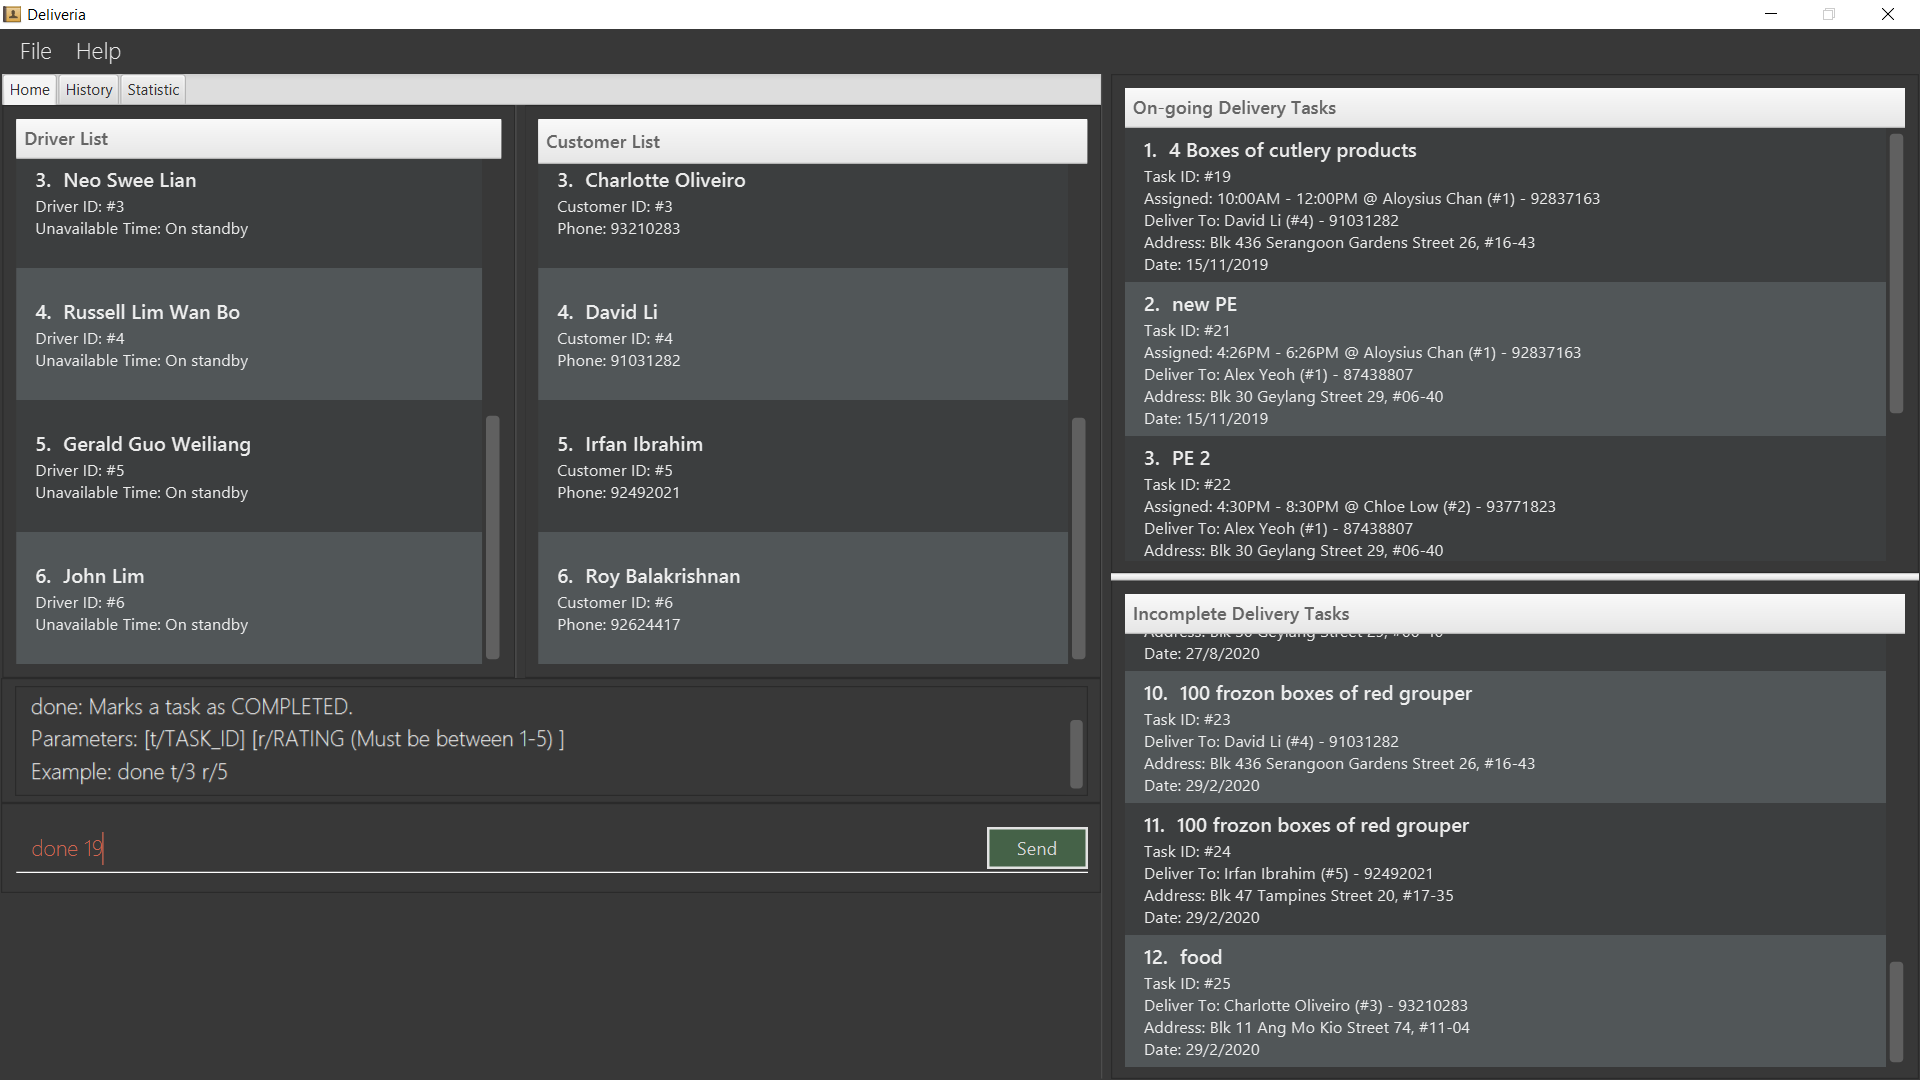 Deliveria
File Help
Home History Statistic
Driver List
3. Neo Swee Lian
Driver ID: #3
Unavailable Time: On standby
4. Russell Lim Wan Bo
Driver ID: #4
Unavailable Time: On standby
5. Gerald Guo Weiliang
Driver ID: #5
Unavailable Time: On standby
6. John Lim
Driver ID: #6
Unavailable Time: On standby
Customer List
3. Charlotte Oliveiro
Customer ID: #3
Phone: 93210283
4. David Li
Customer ID: #4
Phone: 91031282
5. Irfan Ibrahim
Customer ID: #5
Phone: 92492021
6. Roy Balakrishnan
Customer ID: #6
Phone: 92624417
done: Marks a task as COMPLETED.
Parameters: [t/TASK_ID] [r/RATING (Must be between 1-5) ]
Example: done t/3 r/5
done 19
Send
On-going Delivery Tasks
1. 4 Boxes of cutlery products
Task ID: #19
Assigned: 10:00AM - 12:00PM @ Aloysius Chan (#1) - 92837163
Deliver To: David Li (#4) - 91031282
Address: Blk 436 Serangoon Gardens Street 26, #16-43
Date: 15/11/2019
2. new PE
Task ID: #21
Assigned: 4:26PM - 6:26PM @ Aloysius Chan (#1) - 92837163
Deliver To: Alex Yeoh (#1) - 87438807
Address: Blk 30 Geylang Street 29, #06-40
Date: 15/11/2019
3. PE 2
Task ID: #22
Assigned: 4:30PM - 8:30PM @ Chloe Low (#2) - 93771823
Deliver To: Alex Yeoh (#1) - 87438807
Address: Blk 30 Geylang Street 29, #06-40
Incomplete Delivery Tasks
Address: Blk 30 Geylang Street 29, #06-40
Date: 27/8/2020
10. 100 frozon boxes of red grouper
Task ID: #23
Deliver To: David Li (#4) - 91031282
Address: Blk 436 Serangoon Gardens Street 26, #16-43
Date: 29/2/2020
11. 100 frozon boxes of red grouper
Task ID: #24
Deliver To: Irfan Ibrahim (#5) - 92492021
Address: Blk 47 Tampines Street 20, #17-35
Date: 29/2/2020
12. food
Task ID: #25
Deliver To: Charlotte Oliveiro (#3) - 93210283
Address: Blk 11 Ang Mo Kio Street 74, #11-04
Date: 29/2/2020